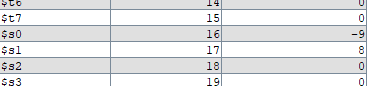 $t6 14 0
$t7 15 0
$s0 16 -9
$s1 17 8
$s2 18 0
$s3 19 0